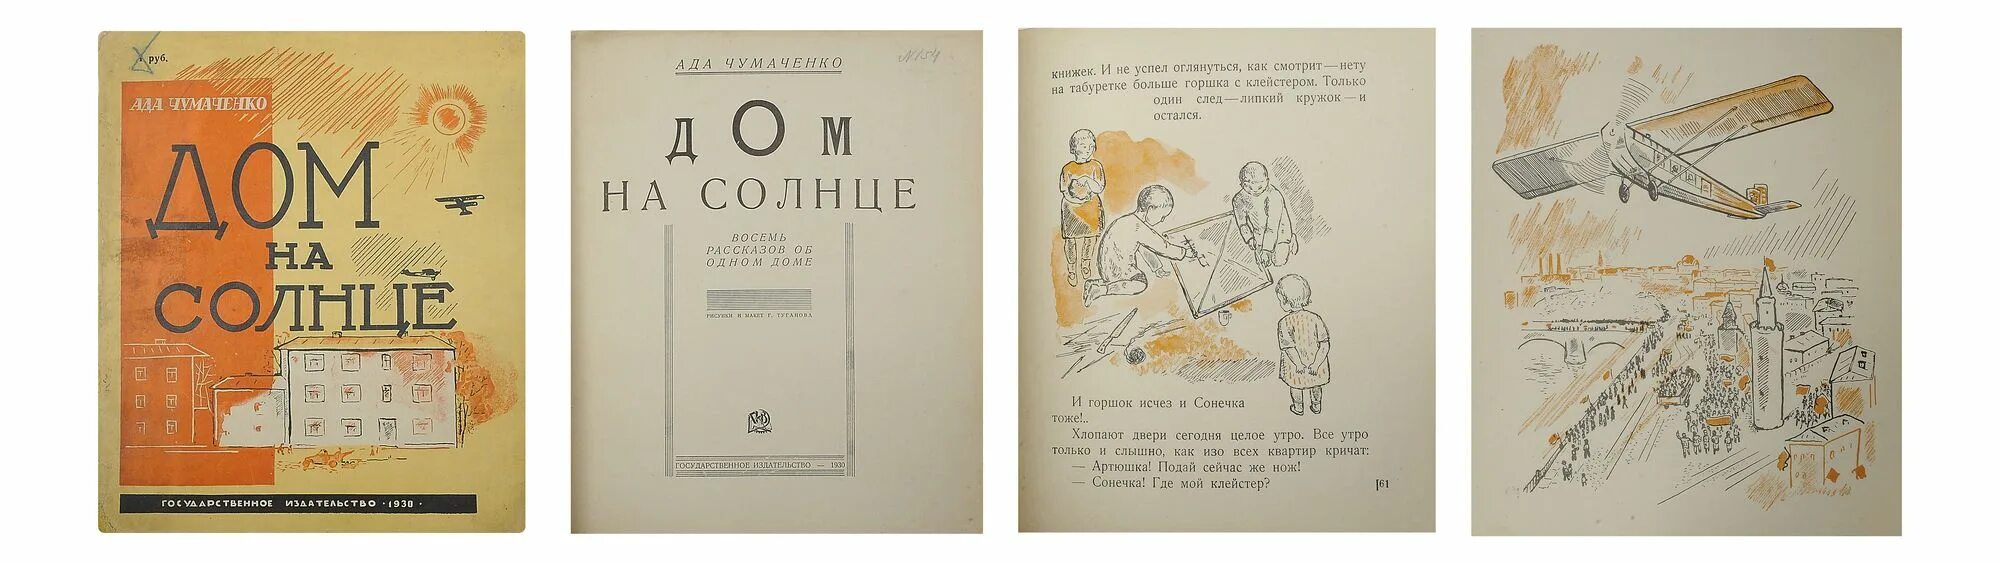 1 руб.
АДА ЧУМАЧЕНКО
ДОМ
НА
СОЛНЦЕ
ГОСУДАРСТВЕННОЕ ИЗДАТЕЛЬСТВО · 1930 ·
№154
АДА ЧУМАЧЕНКО
ДОМ
НА СОЛНЦЕ
ВОСЕМЬ
РАССКАЗОВ ОБ
ОДНОМ ДОМЕ
РИСУНКИ И МАКЕТ Г. ТУГАНОВА
ГОСУДАРСТВЕННОЕ ИЗДАТЕЛЬСТВО — 1930
книжек. И не успел оглянуться, как смотрит — нету
на табуретке больше горшка с клейстером. Только
один след — липкий кружок — и
остался.
И горшок исчез и Сонечка
тоже!..
Хлопают двери сегодня целое утро. Все утро
только и слышно, как изо всех квартир кричат:
— Артюшка! Подай сейчас же нож!
— Сонечка! Где мой клейстер?
[61